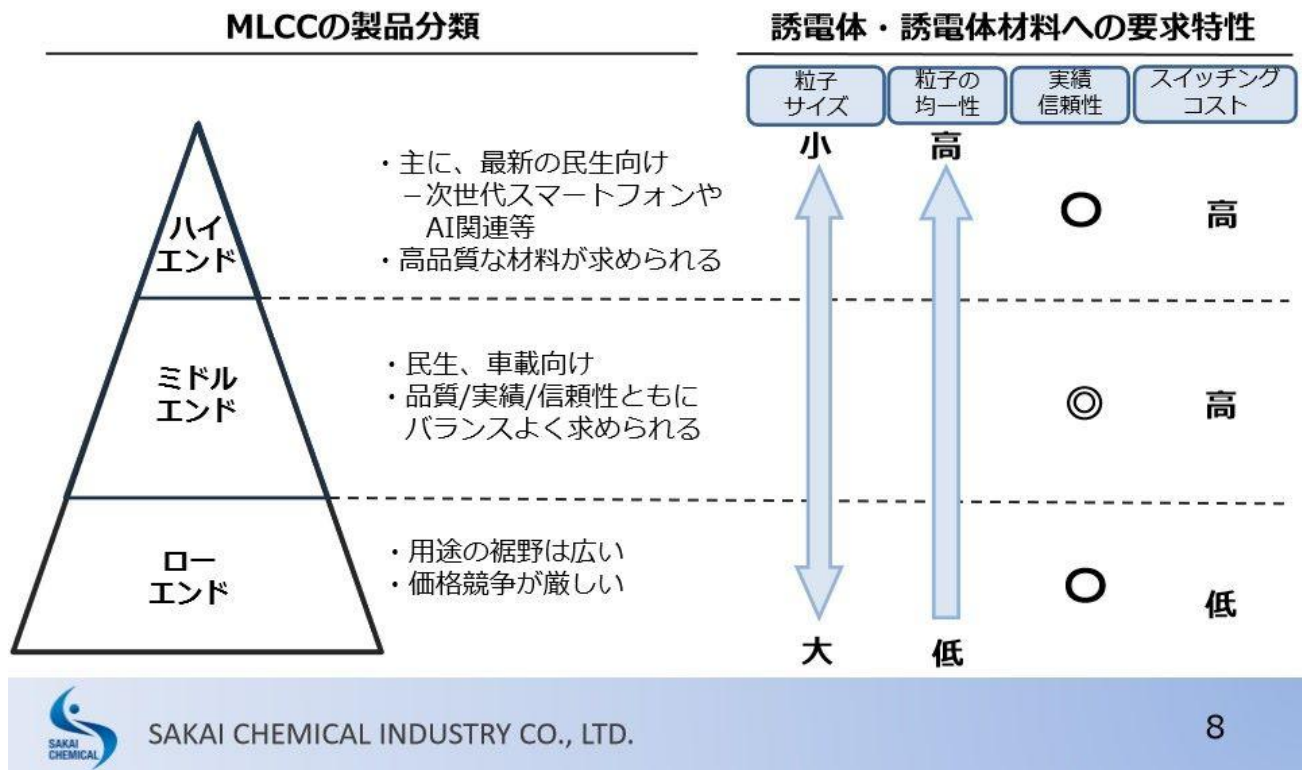 MLCCの製品分類
誘電体・誘電体材料への要求特性
粒子
サイズ
粒子の
均一性
実績
信頼性
スイッチング
コスト
小
高
ハイ
エンド
・主に、最新の民生向け
－次世代スマートフォンや
AI関連等
・高品質な材料が求められる
○
高
ミドル
エンド
・民生、車載向け
・品質/実績/信頼性ともに
バランスよく求められる
◎
高
ロー
エンド
・用途の裾野は広い
・価格競争が厳しい
○
低
大
低
SAKAI
CHEMICAL
SAKAI CHEMICAL INDUSTRY CO., LTD.
8